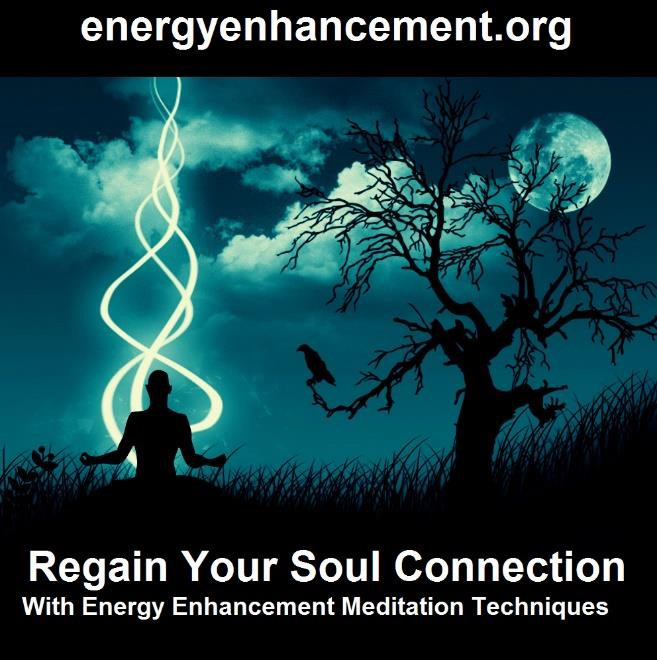 energyenhancement.org
Regain Your Soul Connection
With Energy Enhancement Meditation Techniques